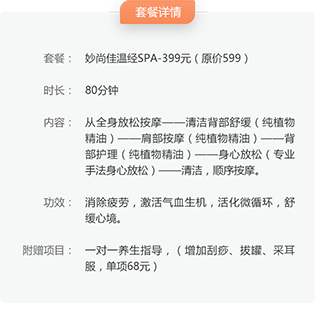 套餐详情
套餐： 妙尚佳温经SPA-399元（原价599）
时长： 80分钟
内容： 从全身放松按摩——清洁背部舒缓（纯植物
精油）——肩部按摩（纯植物精油）——背
部护理（纯植物精油）——身心放松（专业
手法身心放松）——清洁，顺序按摩。
功效： 消除疲劳，激活气血生机，活化微循环，舒
缓心境。
附赠项目： 一对一养生指导，（增加刮痧、拔罐、采耳
服，单项68元）